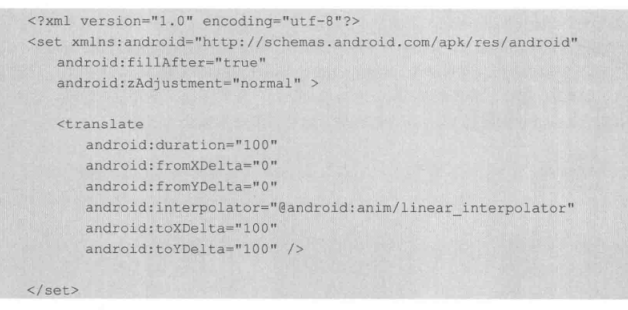 <?xml version="1.0" encoding="utf-8"?>
<set xmlns:android="http://schemas.android.com/apk/res/android"
    android:fillAfter="true"
    android:zAdjustment="normal" >

    <translate
        android:duration="100"
        android:fromXDelta="0"
        android:fromYDelta="0"
        android:interpolator="@android:anim/linear_interpolator"
        android:toXDelta="100"
        android:toYDelta="100" />

</set>